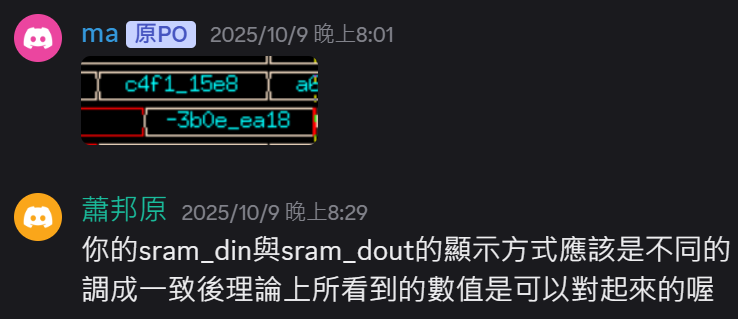 ma 原PO 2025/10/9 晚上8:01
c4f1_15e8
-3b0e_ea18
蕭邦原 2025/10/9 晚上8:29
你的sram_din與sram_dout的顯示方式應該是不同的
調成一致後理論上所看到的數值是可以對起來的喔